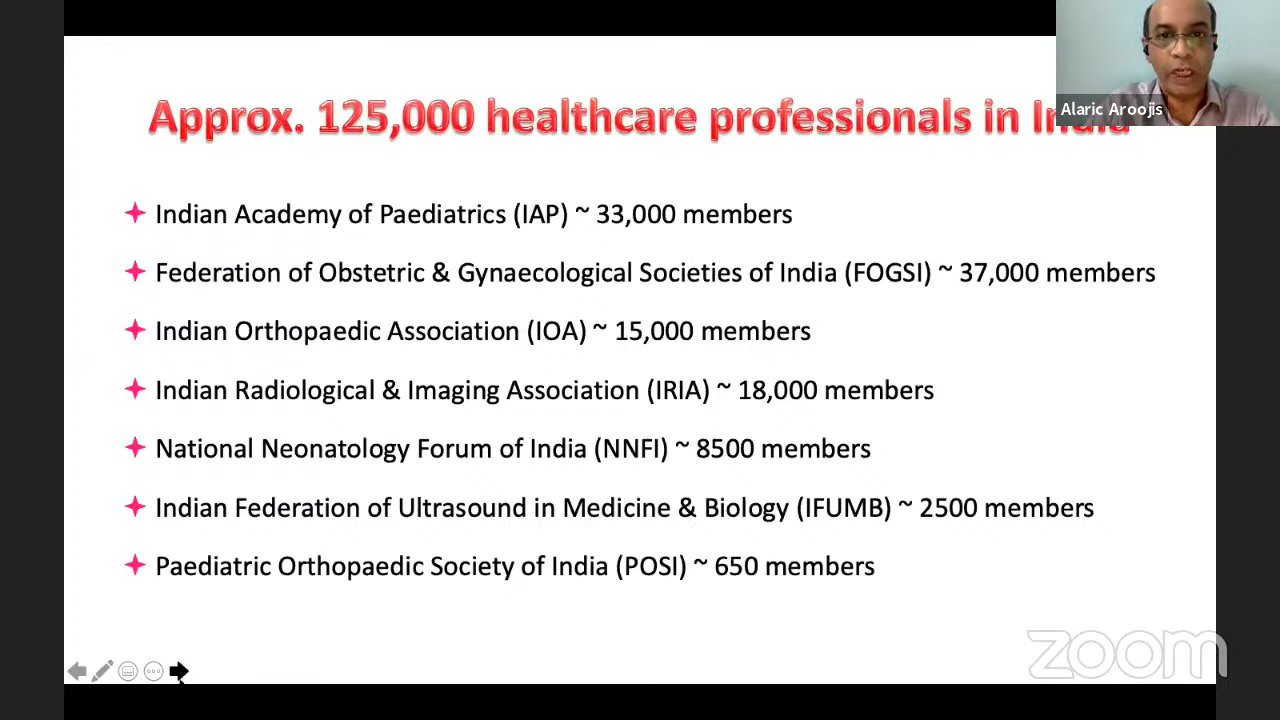 Approx. 125,000 healthcare professionals in India
Alaric Aroojis
Indian Academy of Paediatrics (IAP) ~ 33,000 members
Federation of Obstetric & Gynaecological Societies of India (FOGSI) ~ 37,000 members
Indian Orthopaedic Association (IOA) ~ 15,000 members
Indian Radiological & Imaging Association (IRIA) ~ 18,000 members
National Neonatology Forum of India (NNFI) ~ 8500 members
Indian Federation of Ultrasound in Medicine & Biology (IFUMB) ~ 2500 members
Paediatric Orthopaedic Society of India (POSI) ~ 650 members
zoom